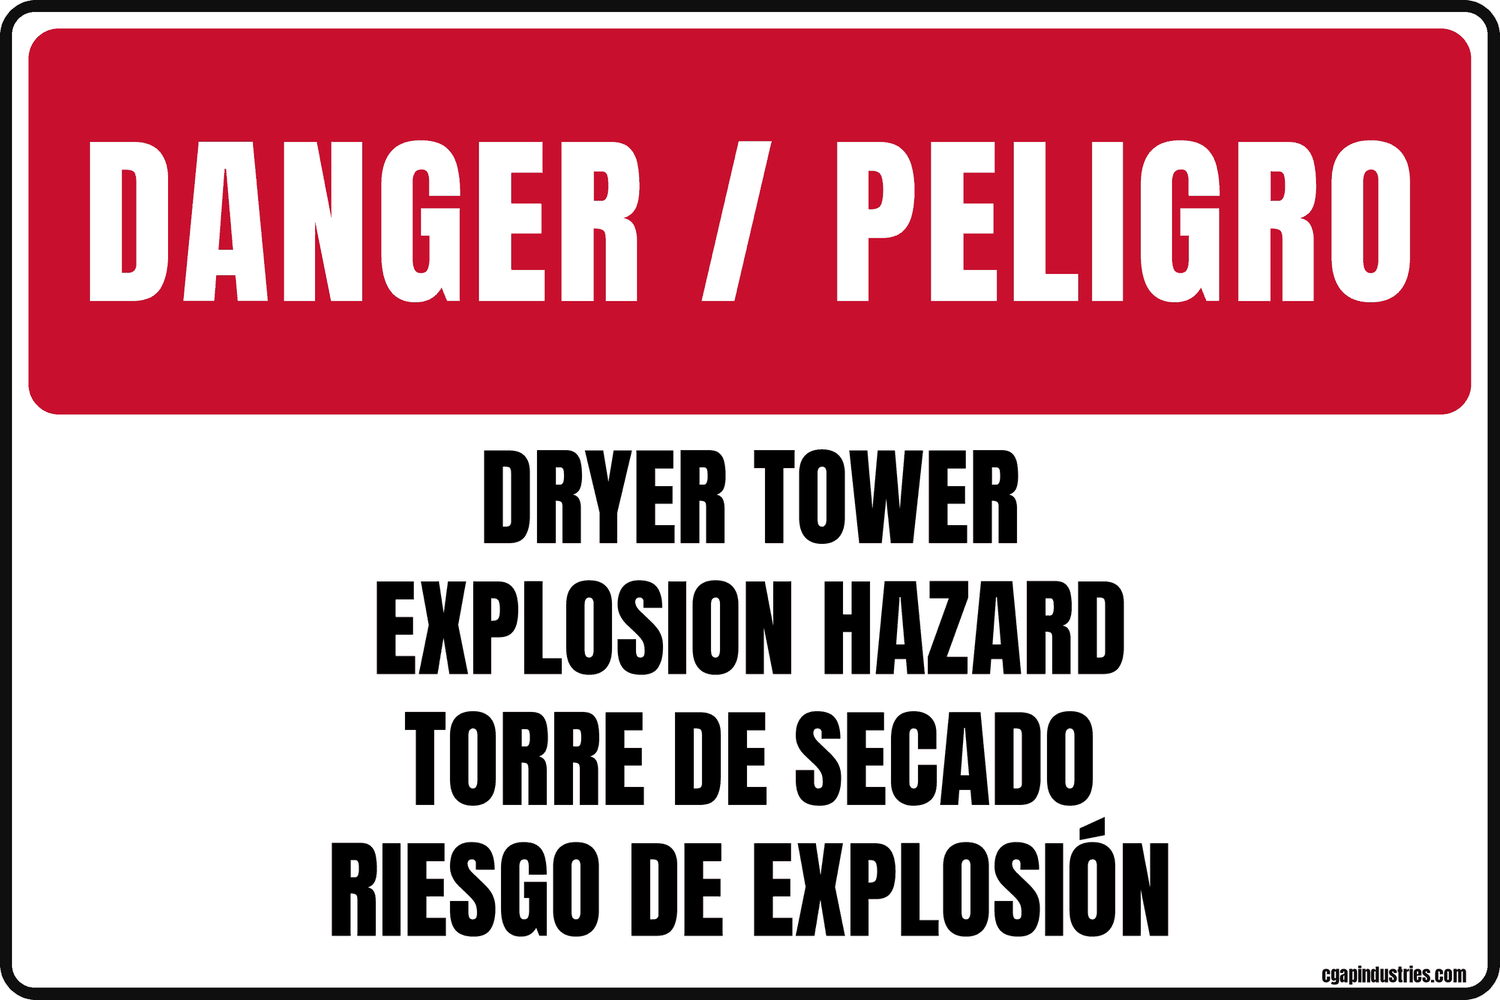 DANGER / PELIGRO
DRYER TOWER
EXPLOSION HAZARD
TORRE DE SECADO
RIESGO DE EXPLOSIÓN
cgapindustries.com